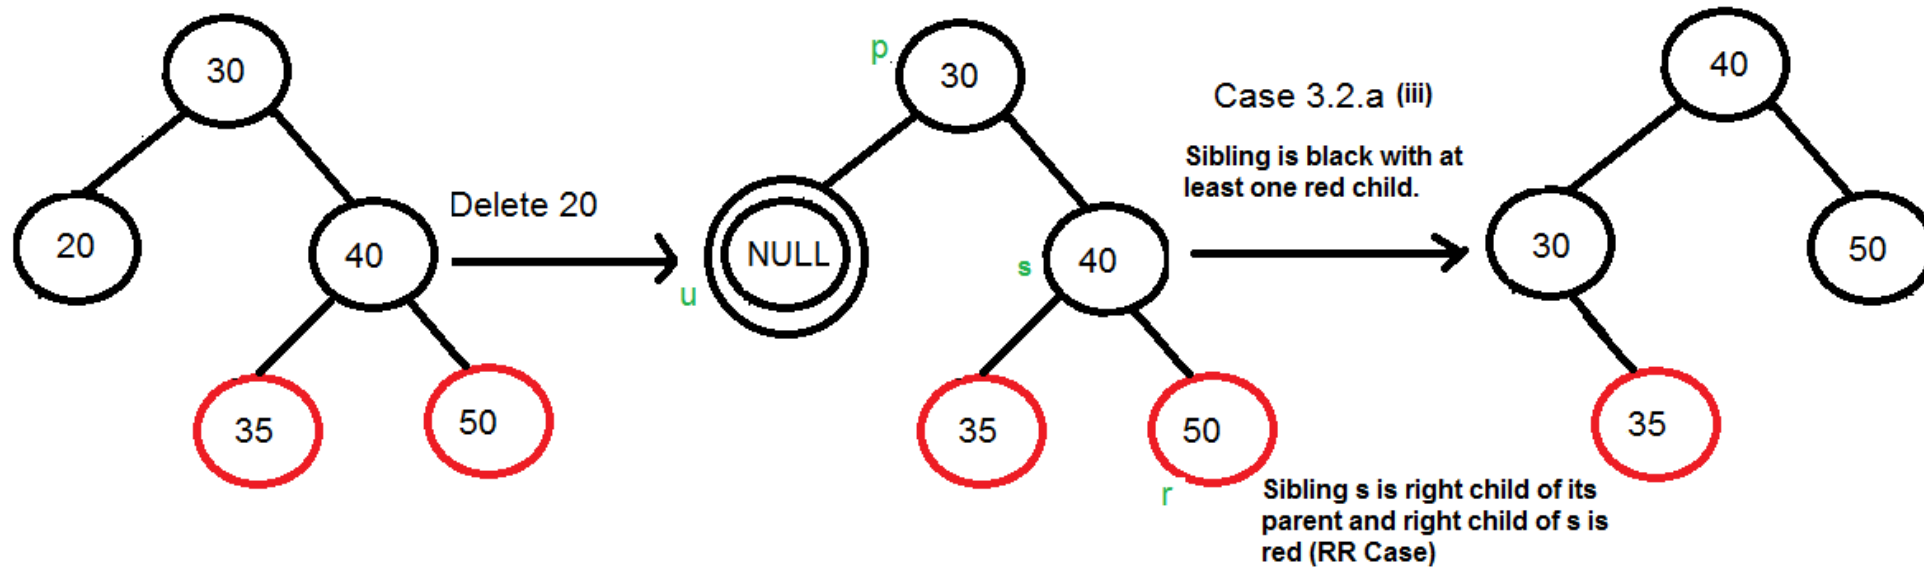 30
20
40
35
50
Delete 20
p
30
NULL
u
s
40
35
50
r
Case 3.2.a (iii)
Sibling is black with at
least one red child.
Sibling s is right child of its
parent and right child of s is
red (RR Case)
40
30
50
35